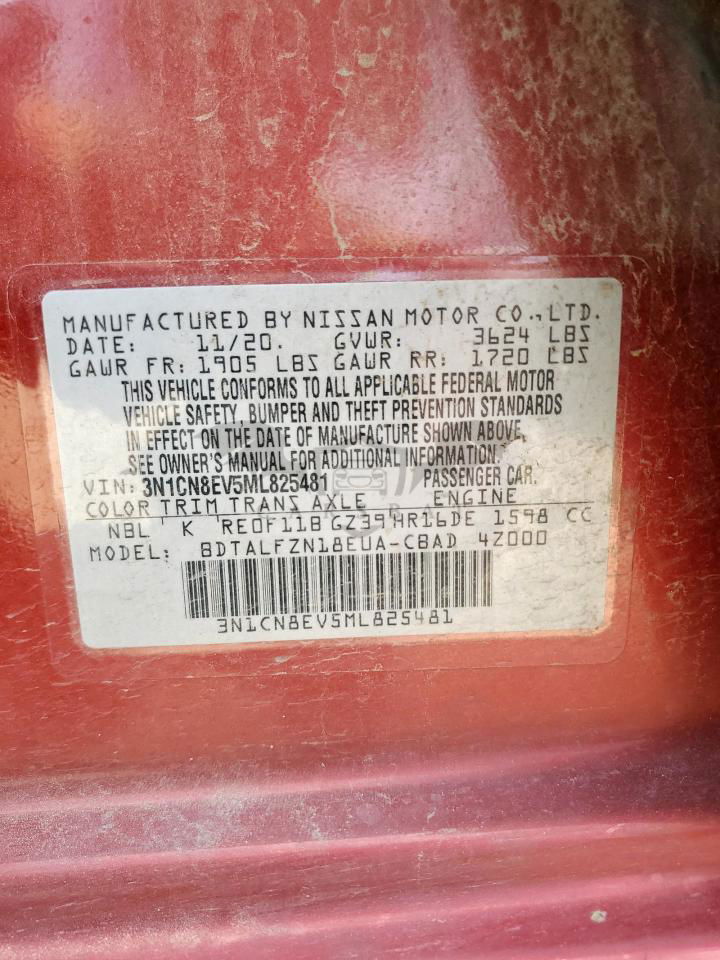 MANUFACTURED BY NISSAN MOTOR CO., LTD.
DATE: 11/20. GVWR: 3624 LBS
GAWR FR: 1905 LBS GAWR RR: 1720 LBS
THIS VEHICLE CONFORMS TO ALL APPLICABLE FEDERAL MOTOR
VEHICLE SAFETY, BUMPER AND THEFT PREVENTION STANDARDS
IN EFFECT ON THE DATE OF MANUFACTURE SHOWN ABOVE,
SEE OWNER'S MANUAL FOR ADDITIONAL INFORMATION.
VIN: 3N1CN8EV5ML825481 PASSENGER CAR.
COLOR TRIM TRANS AXLE ENGINE
NBL K RE0F11B GZ39 HR16DE 1598 CC
MODEL: BDTALFZN18EUA-CBAD 4Z000
3N1CN8EV5ML825481